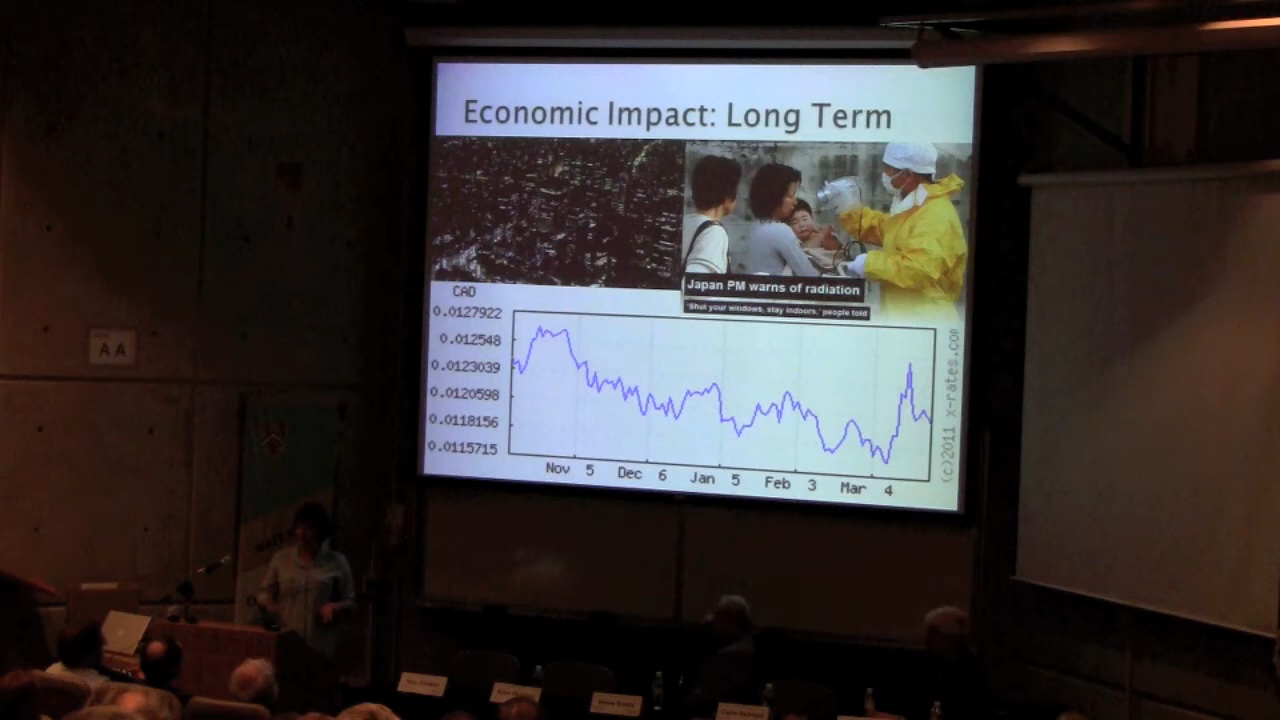 Economic Impact: Long Term
Japan PM warns of radiation
'Shut your windows, stay indoors,' people told
CAD
0.0127922
0.012548
0.0123039
0.0120598
0.0118156
0.0115715
Nov 5 Dec 6 Jan 5 Feb 3 Mar 4
(c)2011 x-rates.com
A A